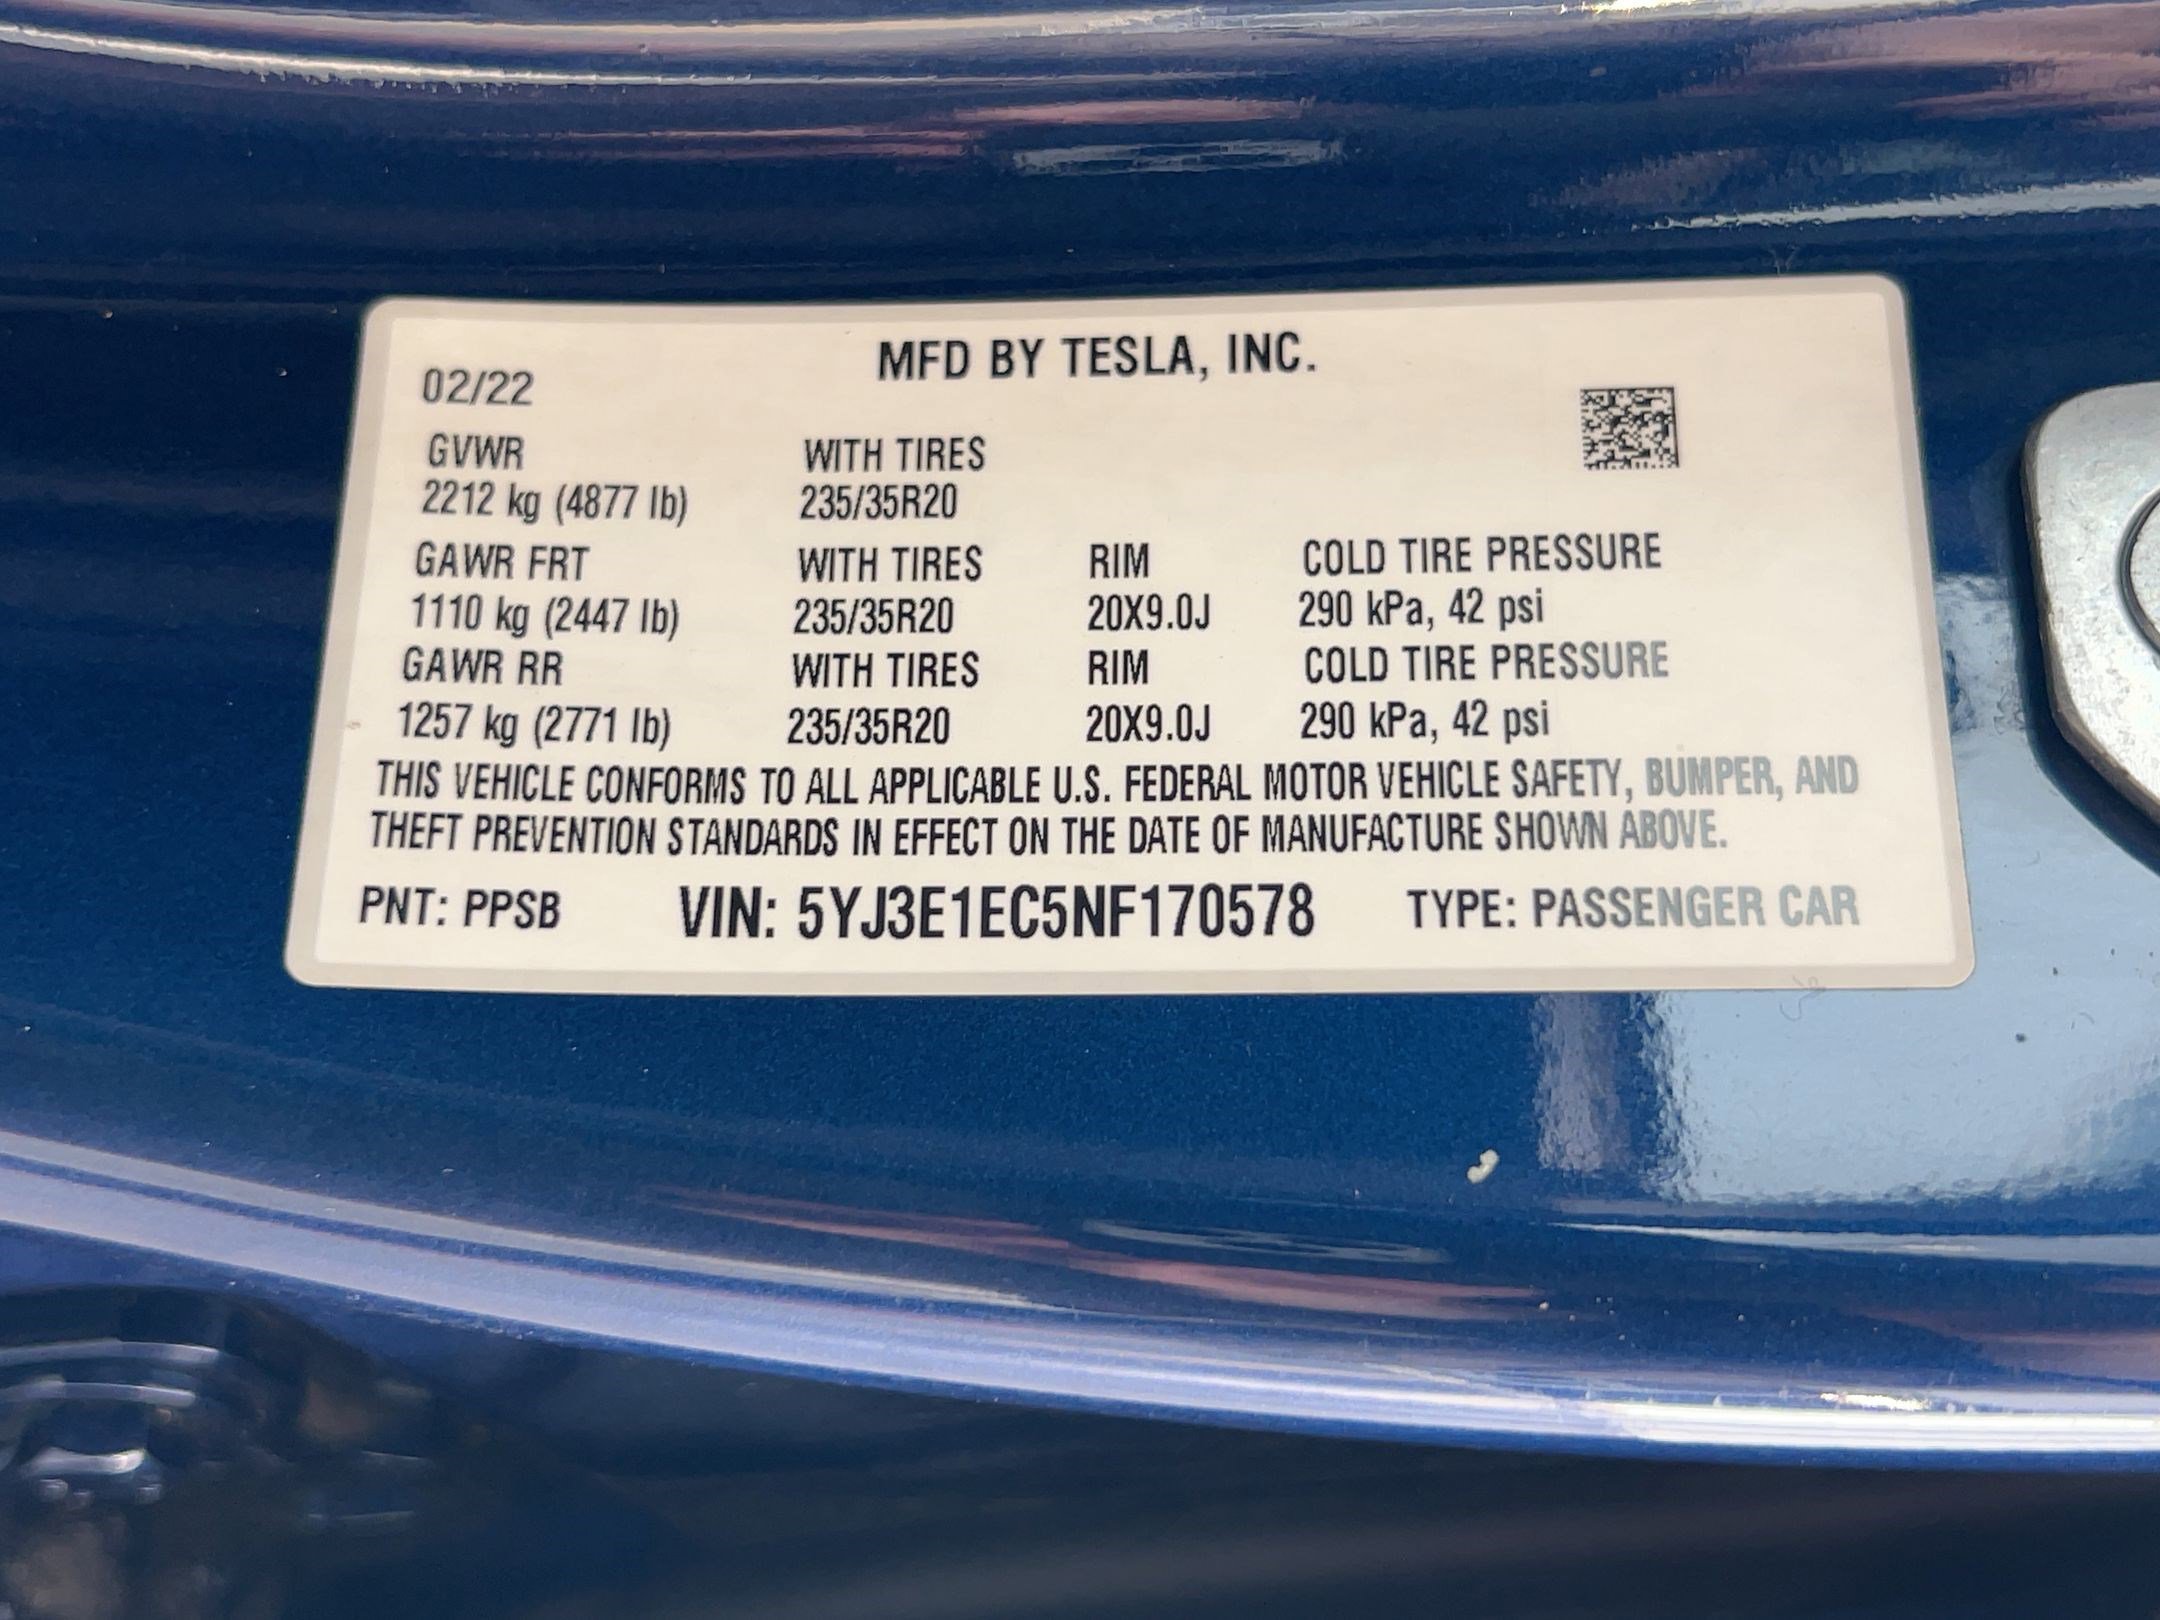 MFD BY TESLA, INC.
02/22
GVWR WITH TIRES
2212 kg (4877 lb) 235/35R20
GAWR FRT WITH TIRES RIM COLD TIRE PRESSURE
1110 kg (2447 lb) 235/35R20 20X9.0J 290 kPa, 42 psi
GAWR RR WITH TIRES RIM COLD TIRE PRESSURE
1257 kg (2771 lb) 235/35R20 20X9.0J 290 kPa, 42 psi
THIS VEHICLE CONFORMS TO ALL APPLICABLE U.S. FEDERAL MOTOR VEHICLE SAFETY, BUMPER, AND
THEFT PREVENTION STANDARDS IN EFFECT ON THE DATE OF MANUFACTURE SHOWN ABOVE.
PNT: PPSB VIN: 5YJ3E1EC5NF170578 TYPE: PASSENGER CAR